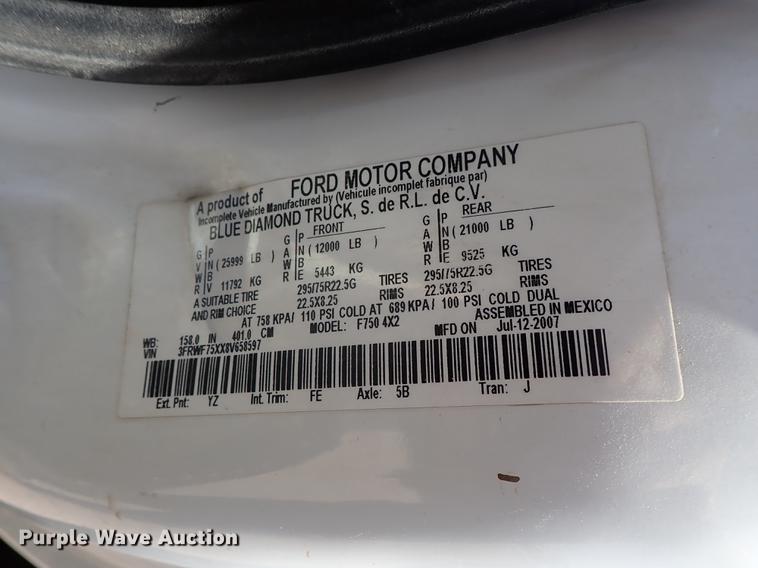 A product of FORD MOTOR COMPANY
Incomplete Vehicle Manufactured by (Vehicule incomplet fabrique par)
BLUE DIAMOND TRUCK, S. de R.L. de C.V.
G P G P FRONT G P REAR
V N (25999 LB) A N (12000 LB) A N (21000 LB)
W B W B W B
R V 11792 KG R E 5443 KG R E 9525 KG
A SUITABLE TIRE 295/75R22.5G TIRES 295/75R22.5G TIRES
AND RIM CHOICE 22.5X8.25 RIMS 22.5X8.25 RIMS
AT 758 KPA/ 110 PSI COLD AT 689 KPA/ 100 PSI COLD DUAL
WB: 158.0 IN 401.0 CM MODEL: F750 4X2 ASSEMBLED IN MEXICO
VIN 3FRWF75XX8V658597 MFD ON Jul-12-2007
Ext. Pnt: YZ Int. Trim: FE Axle: 5B Tran: J
Purple Wave Auction